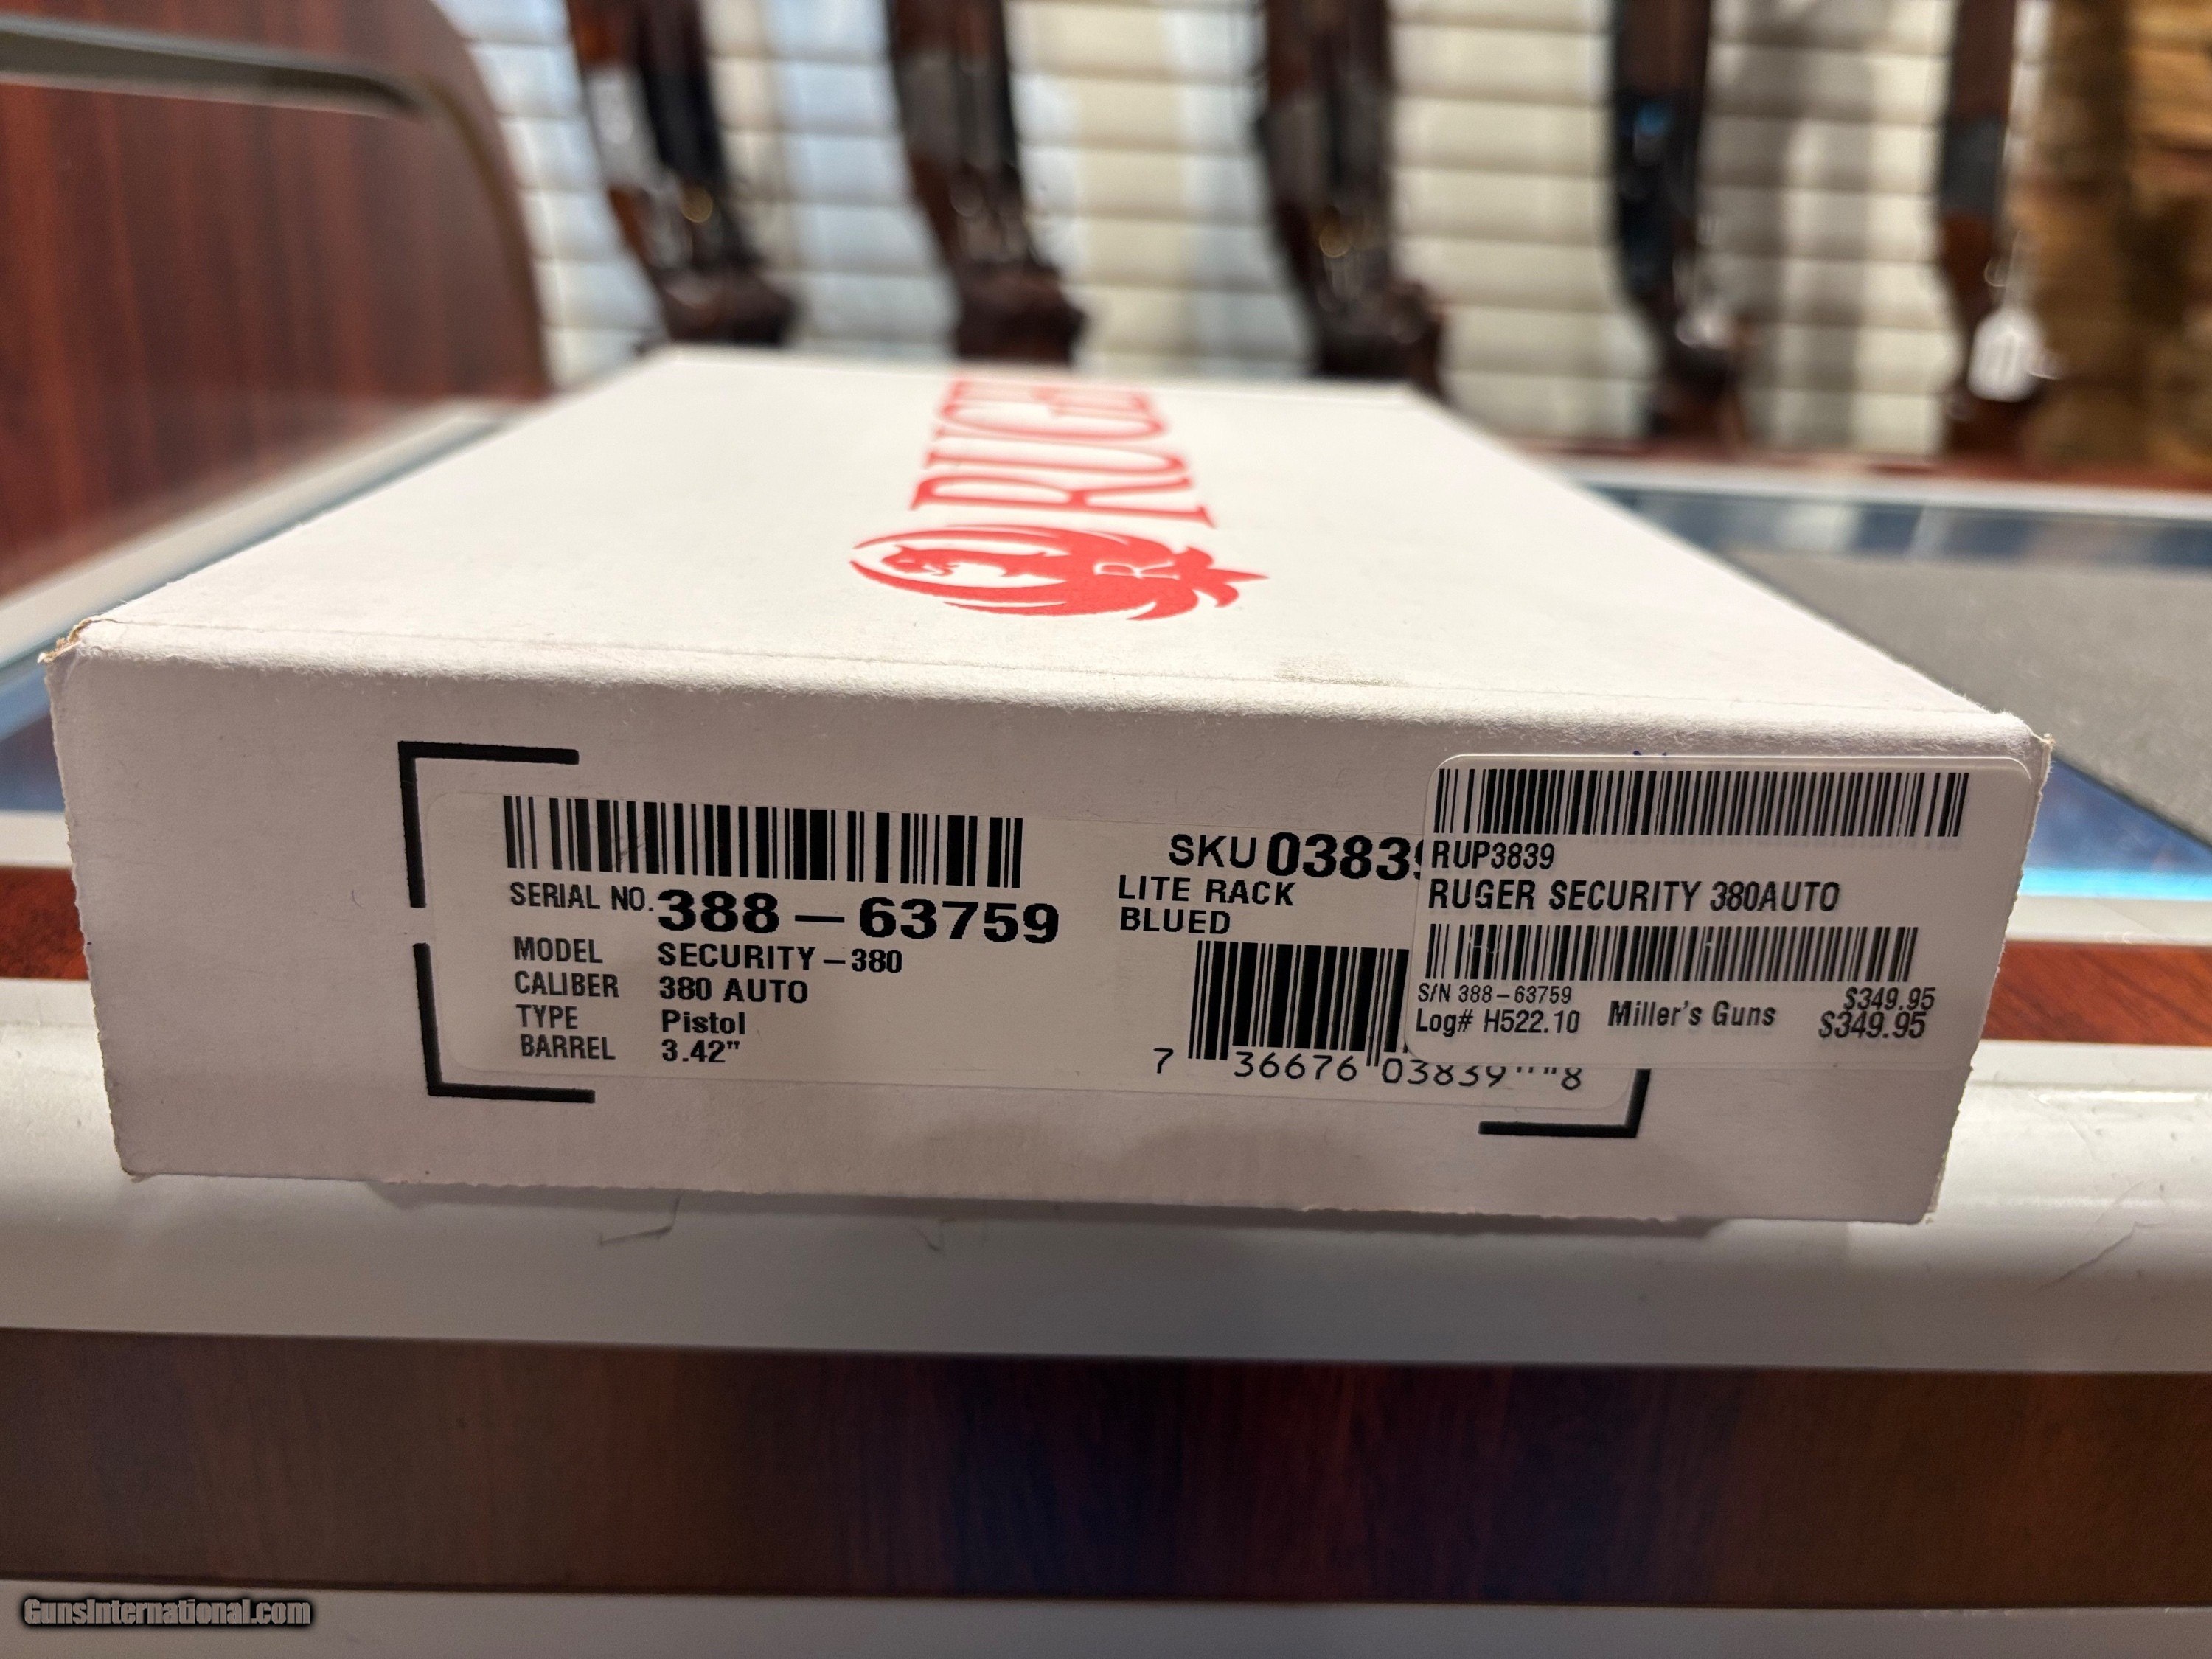 RUGE
SERIAL NO. 388-63759
MODEL SECURITY-380
CALIBER 380 AUTO
TYPE Pistol
BARREL 3.42"
SKU 0383
LITE RACK
BLUED
7 36676 03839 8
RUP3839
RUGER SECURITY 380AUTO
S/N 388-63759
Log# H522.10 Miller's Guns
$349.95
$349.95
GunsInternational.com